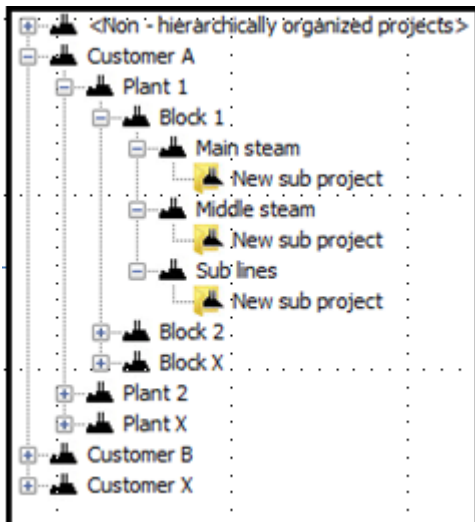 <Non - hierarchically organized projects>
Customer A
Plant 1
Block 1
Main steam
New sub project
Middle steam
New sub project
Sub lines
New sub project
Block 2
Block X
Plant 2
Plant X
Customer B
Customer X